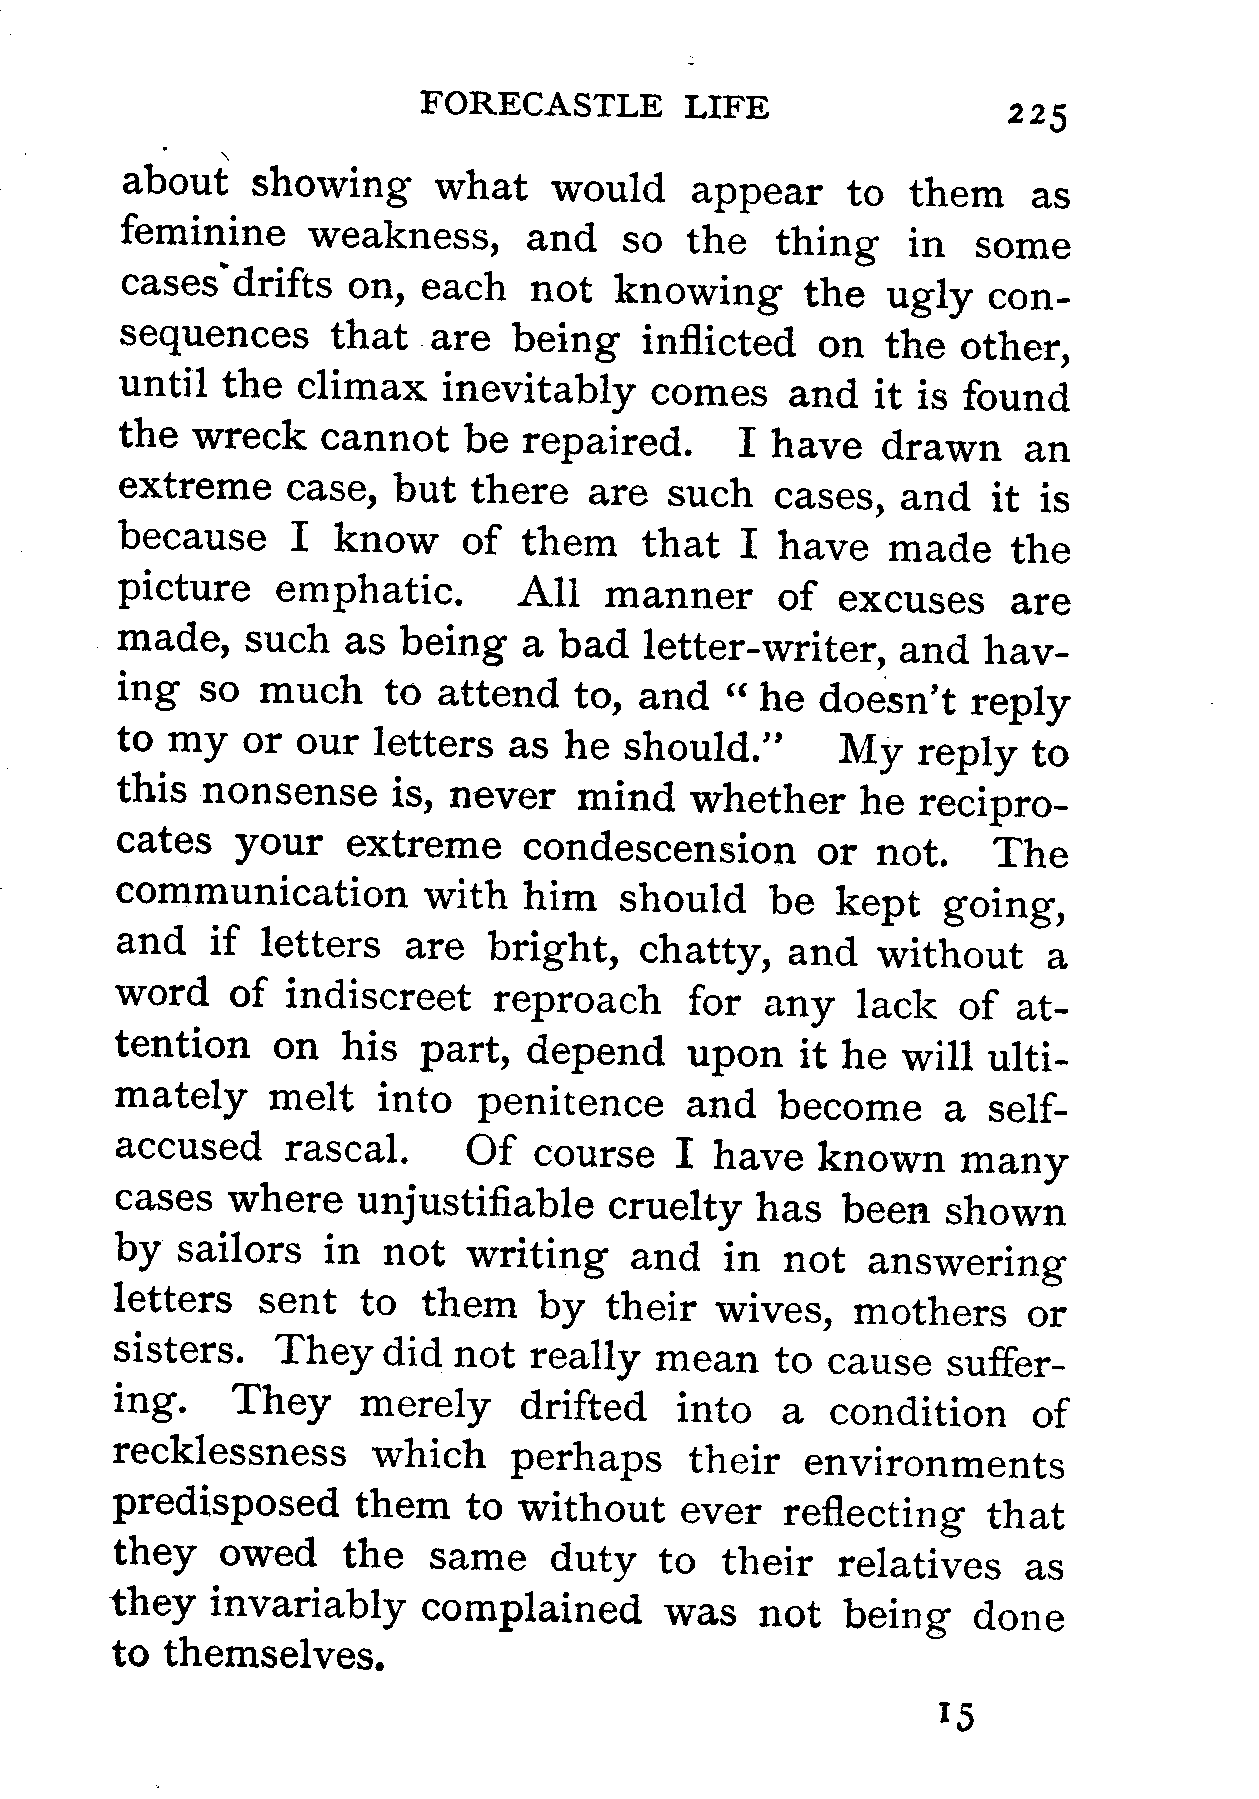 FORECASTLE LIFE 225
about showing what would appear to them as
feminine weakness, and so the thing in some
cases drifts on, each not knowing the ugly con-
sequences that are being inflicted on the other,
until the climax inevitably comes and it is found
the wreck cannot be repaired. I have drawn an
extreme case, but there are such cases, and it is
because I know of them that I have made the
picture emphatic. All manner of excuses are
made, such as being a bad letter-writer, and hav-
ing so much to attend to, and “ he doesn't reply
to my or our letters as he should.” My reply to
this nonsense is, never mind whether he recipro-
cates your extreme condescension or not. The
communication with him should be kept going,
and if letters are bright, chatty, and without a
word of indiscreet reproach for any lack of at-
tention on his part, depend upon it he will ulti-
mately melt into penitence and become a self-
accused rascal. Of course I have known many
cases where unjustifiable cruelty has been shown
by sailors in not writing and in not answering
letters sent to them by their wives, mothers or
sisters. They did not really mean to cause suffer-
ing. They merely drifted into a condition of
recklessness which perhaps their environments
predisposed them to without ever reflecting that
they owed the same duty to their relatives as
they invariably complained was not being done
to themselves.
15